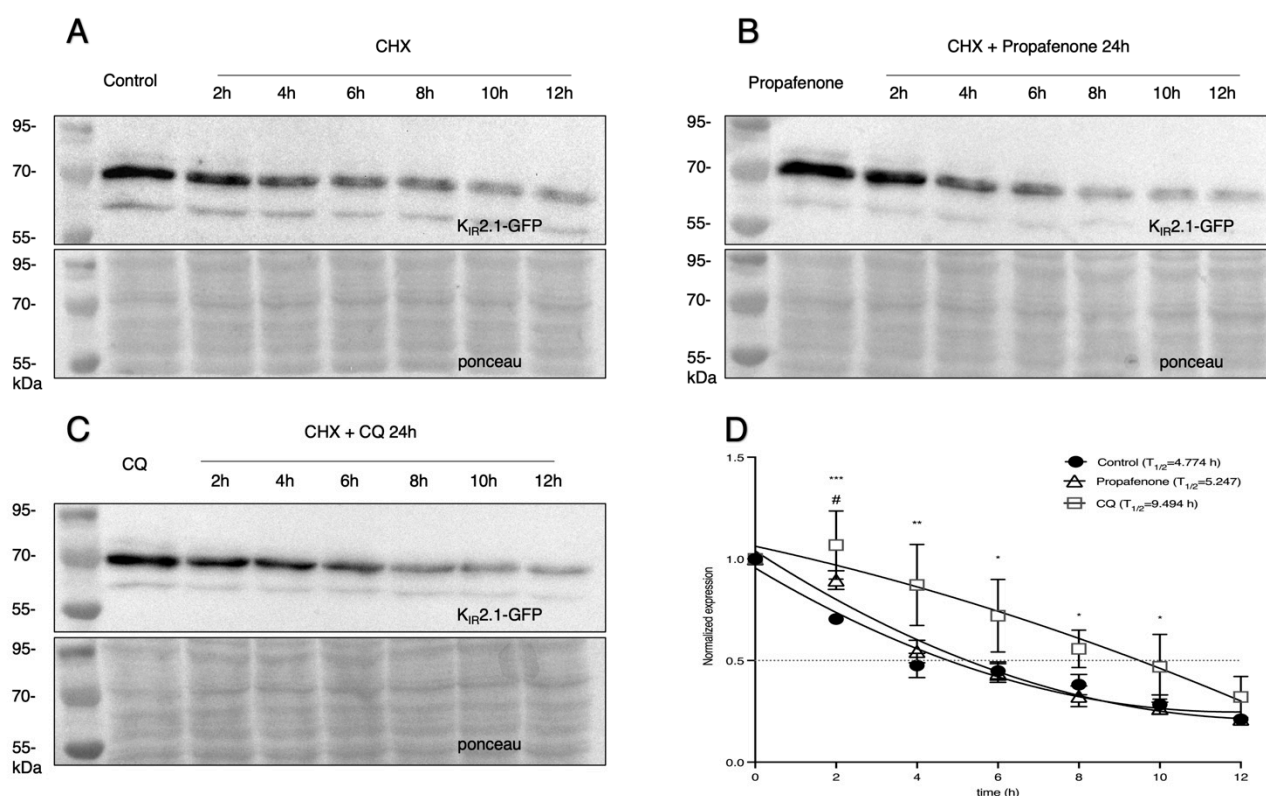 A
CHX
Control
2h 4h 6h 8h 10h 12h
95-
70-
55-
KIR2.1-GFP
95-
70-
55-
kDa
ponceau
B
CHX + Propafenone 24h
Propafenone
2h 4h 6h 8h 10h 12h
95-
70-
55-
KIR2.1-GFP
95-
70-
55-
kDa
ponceau
C
CHX + CQ 24h
CQ
2h 4h 6h 8h 10h 12h
95-
70-
55-
KIR2.1-GFP
95-
70-
55-
kDa
ponceau
D
Control (T1/2=4.774 h)
Propafenone (T1/2=5.247)
CQ (T1/2=9.494 h)
Normalized expression
1.5
1.0
0.5
0.0
***
#
**
*
*
*
0 2 4 6 8 10 12
time (h)